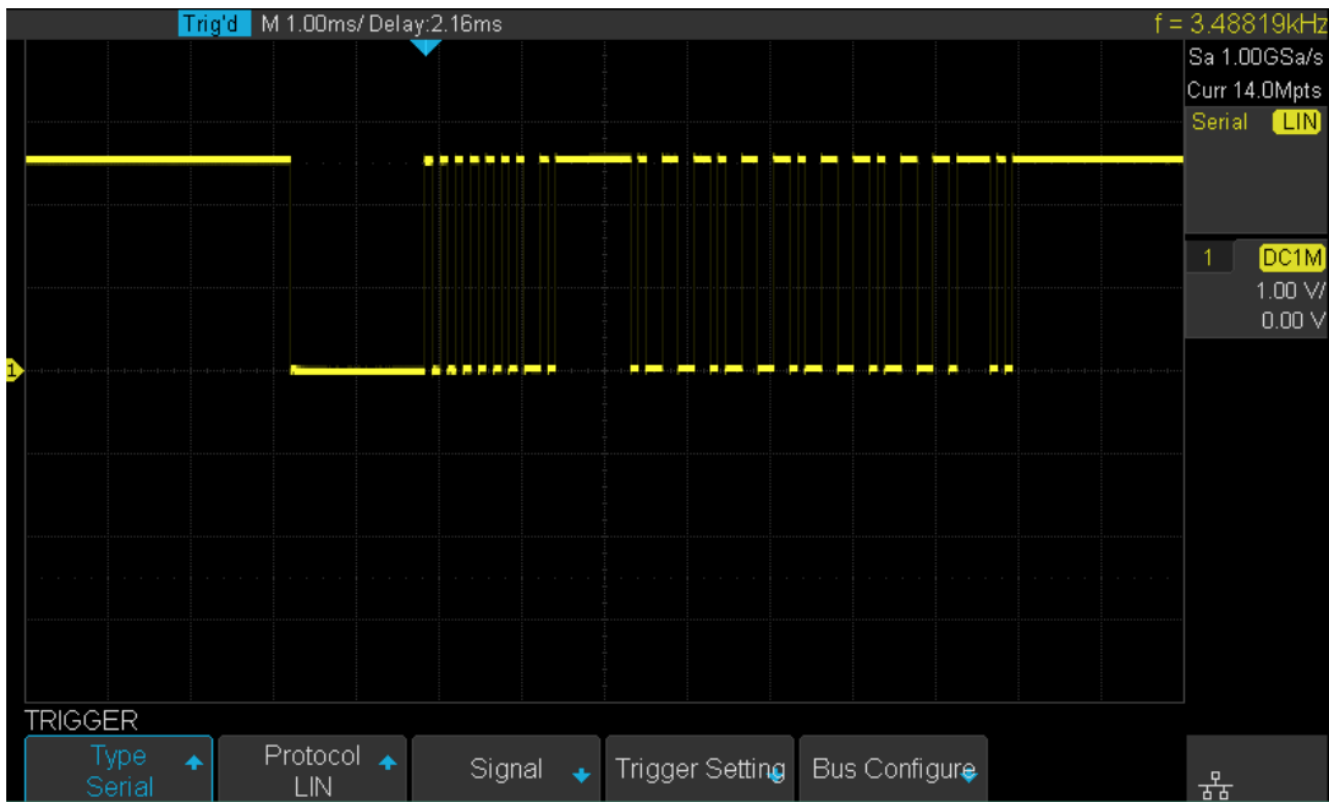 Trig'd M 1.00ms/ Delay:2.16ms f = 3.48819kHz
Sa 1.00GSa/s
Curr 14.0Mpts
Serial LIN
1 DC1M
1.00 V/
0.00 V
1
TRIGGER
Type Serial
Protocol LIN
Signal
Trigger Setting
Bus Configure